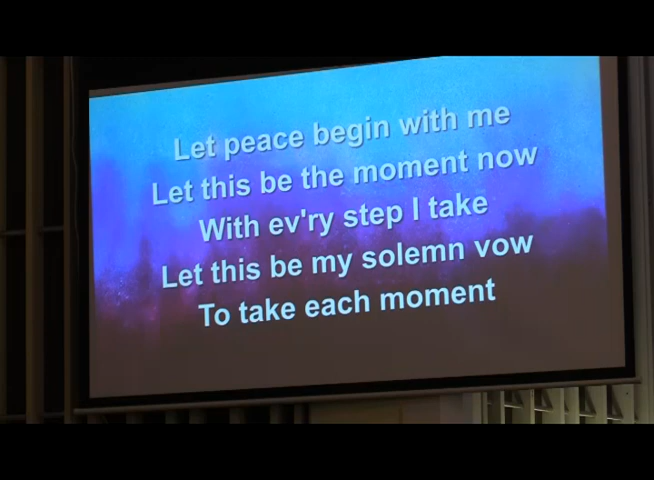 Let peace begin with me
Let this be the moment now
With ev'ry step I take
Let this be my solemn vow
To take each moment